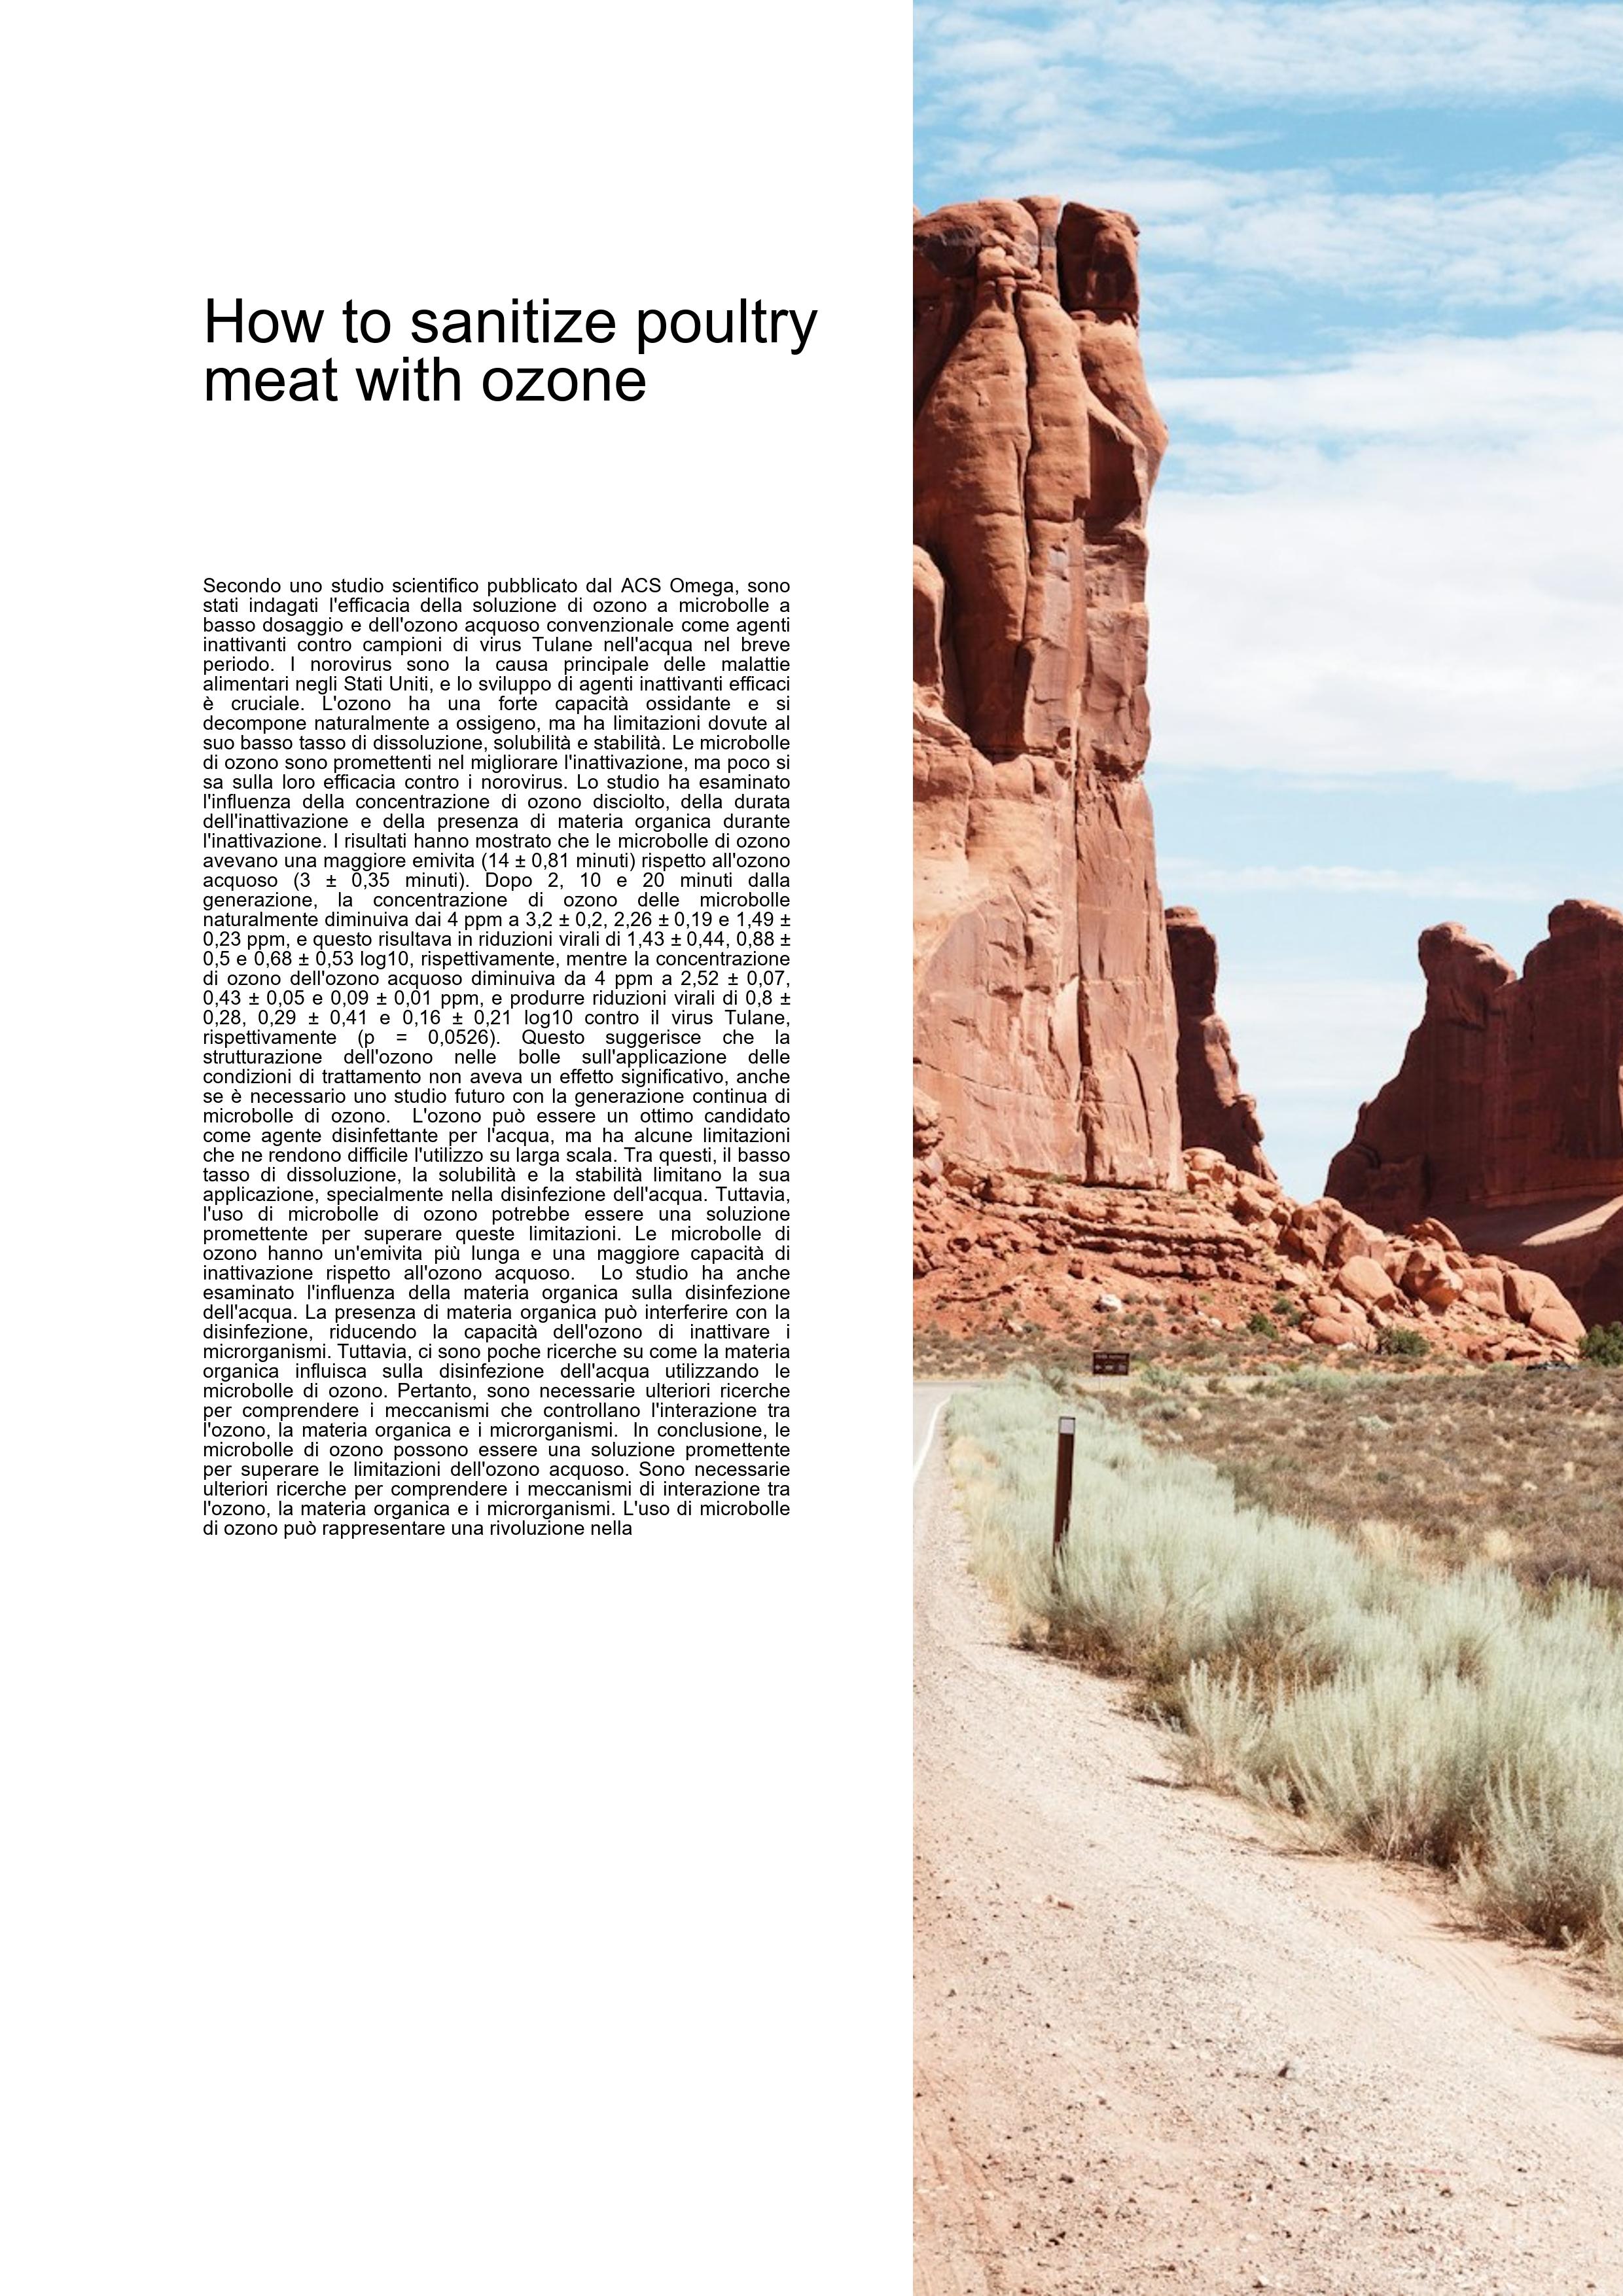 How to sanitize poultry
meat with ozone
Secondo uno studio scientifico pubblicato dal ACS Omega, sono
stati indagati l'efficacia della soluzione di ozono a microbolle a
basso dosaggio e dell'ozono acquoso convenzionale come agenti
inattivanti contro campioni di virus Tulane nell'acqua nel breve
periodo. I norovirus sono la causa principale delle malattie
alimentari negli Stati Uniti, e lo sviluppo di agenti inattivanti efficaci
è cruciale. L'ozono ha una forte capacità ossidante e si
decompone naturalmente a ossigeno, ma ha limitazioni dovute al
suo basso tasso di dissoluzione, solubilità e stabilità. Le microbolle
di ozono sono promettenti nel migliorare l'inattivazione, ma poco si
sa sulla loro efficacia contro i norovirus. Lo studio ha esaminato
l'influenza della concentrazione di ozono disciolto, della durata
dell'inattivazione e della presenza di materia organica durante
l'inattivazione. I risultati hanno mostrato che le microbolle di ozono
avevano una maggiore emivita (14 ± 0,81 minuti) rispetto all'ozono
acquoso (3 ± 0,35 minuti). Dopo 2, 10 e 20 minuti dalla
generazione, la concentrazione di ozono delle microbolle
naturalmente diminuiva dai 4 ppm a 3,2 ± 0,2, 2,26 ± 0,19 e 1,49 ±
0,23 ppm, e questo risultava in riduzioni virali di 1,43 ± 0,44, 0,88 ±
0,5 e 0,68 ± 0,53 log10, rispettivamente, mentre la concentrazione
di ozono dell'ozono acquoso diminuiva da 4 ppm a 2,52 ± 0,07,
0,43 ± 0,05 e 0,09 ± 0,01 ppm, e produrre riduzioni virali di 0,8 ±
0,28, 0,29 ± 0,41 e 0,16 ± 0,21 log10 contro il virus Tulane,
rispettivamente (p = 0,0526). Questo suggerisce che la
strutturazione dell'ozono nelle bolle sull'applicazione delle
condizioni di trattamento non aveva un effetto significativo, anche
se è necessario uno studio futuro con la generazione continua di
microbolle di ozono. L'ozono può essere un ottimo candidato
come agente disinfettante per l'acqua, ma ha alcune limitazioni
che ne rendono difficile l'utilizzo su larga scala. Tra questi, il basso
tasso di dissoluzione, la solubilità e la stabilità limitano la sua
applicazione, specialmente nella disinfezione dell'acqua. Tuttavia,
l'uso di microbolle di ozono potrebbe essere una soluzione
promettente per superare queste limitazioni. Le microbolle di
ozono hanno un'emivita più lunga e una maggiore capacità di
inattivazione rispetto all'ozono acquoso. Lo studio ha anche
esaminato l'influenza della materia organica sulla disinfezione
dell'acqua. La presenza di materia organica può interferire con la
disinfezione, riducendo la capacità dell'ozono di inattivare i
microrganismi. Tuttavia, ci sono poche ricerche su come la materia
organica influisca sulla disinfezione dell'acqua utilizzando le
microbolle di ozono. Pertanto, sono necessarie ulteriori ricerche
per comprendere i meccanismi che controllano l'interazione tra
l'ozono, la materia organica e i microrganismi. In conclusione, le
microbolle di ozono possono essere una soluzione promettente
per superare le limitazioni dell'ozono acquoso. Sono necessarie
ulteriori ricerche per comprendere i meccanismi di interazione tra
l'ozono, la materia organica e i microrganismi. L'uso di microbolle
di ozono può rappresentare una rivoluzione nella